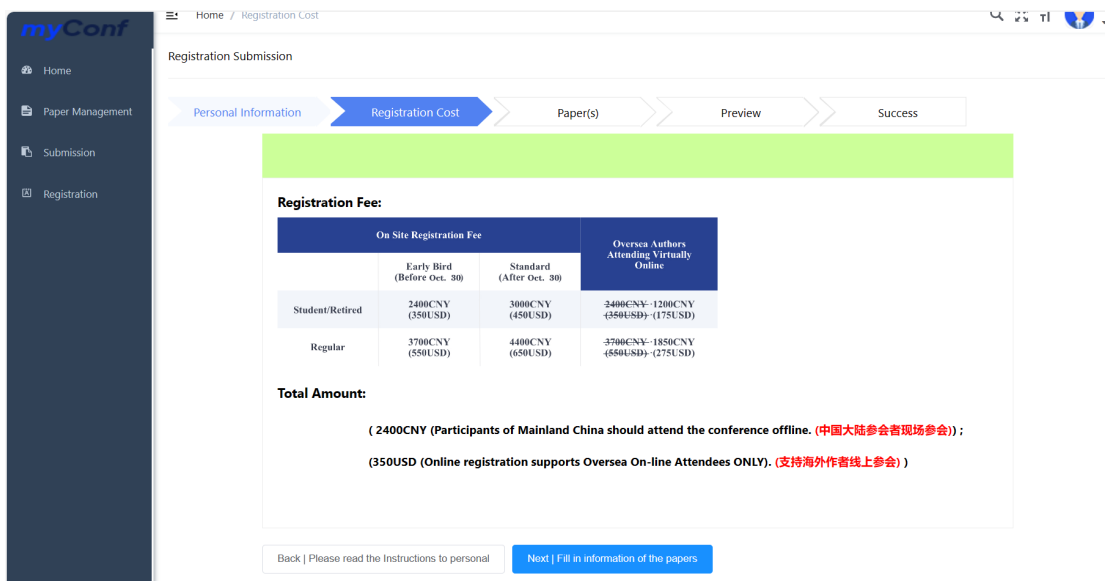 myConf
Home / Registration Cost
TI
Home
Registration Submission
Paper Management
Personal Information
Registration Cost
Paper(s)
Preview
Success
Submission
Registration
Registration Fee:
On Site Registration Fee
Oversea Authors
Attending Virtually
Online
Early Bird
(Before Oct. 30)
Standard
(After Oct. 30)
Student/Retired
2400CNY
(350USD)
3000CNY
(450USD)
2400CNY 1200CNY
(350USD) (175USD)
Regular
3700CNY
(550USD)
4400CNY
(650USD)
3700CNY 1850CNY
(550USD) (275USD)
Total Amount:
( 2400CNY (Participants of Mainland China should attend the conference offline. (中国大陆参会者现场参会)) ;
(350USD (Online registration supports Oversea On-line Attendees ONLY). (支持海外作者线上参会) )
Back | Please read the Instructions to personal
Next | Fill in information of the papers